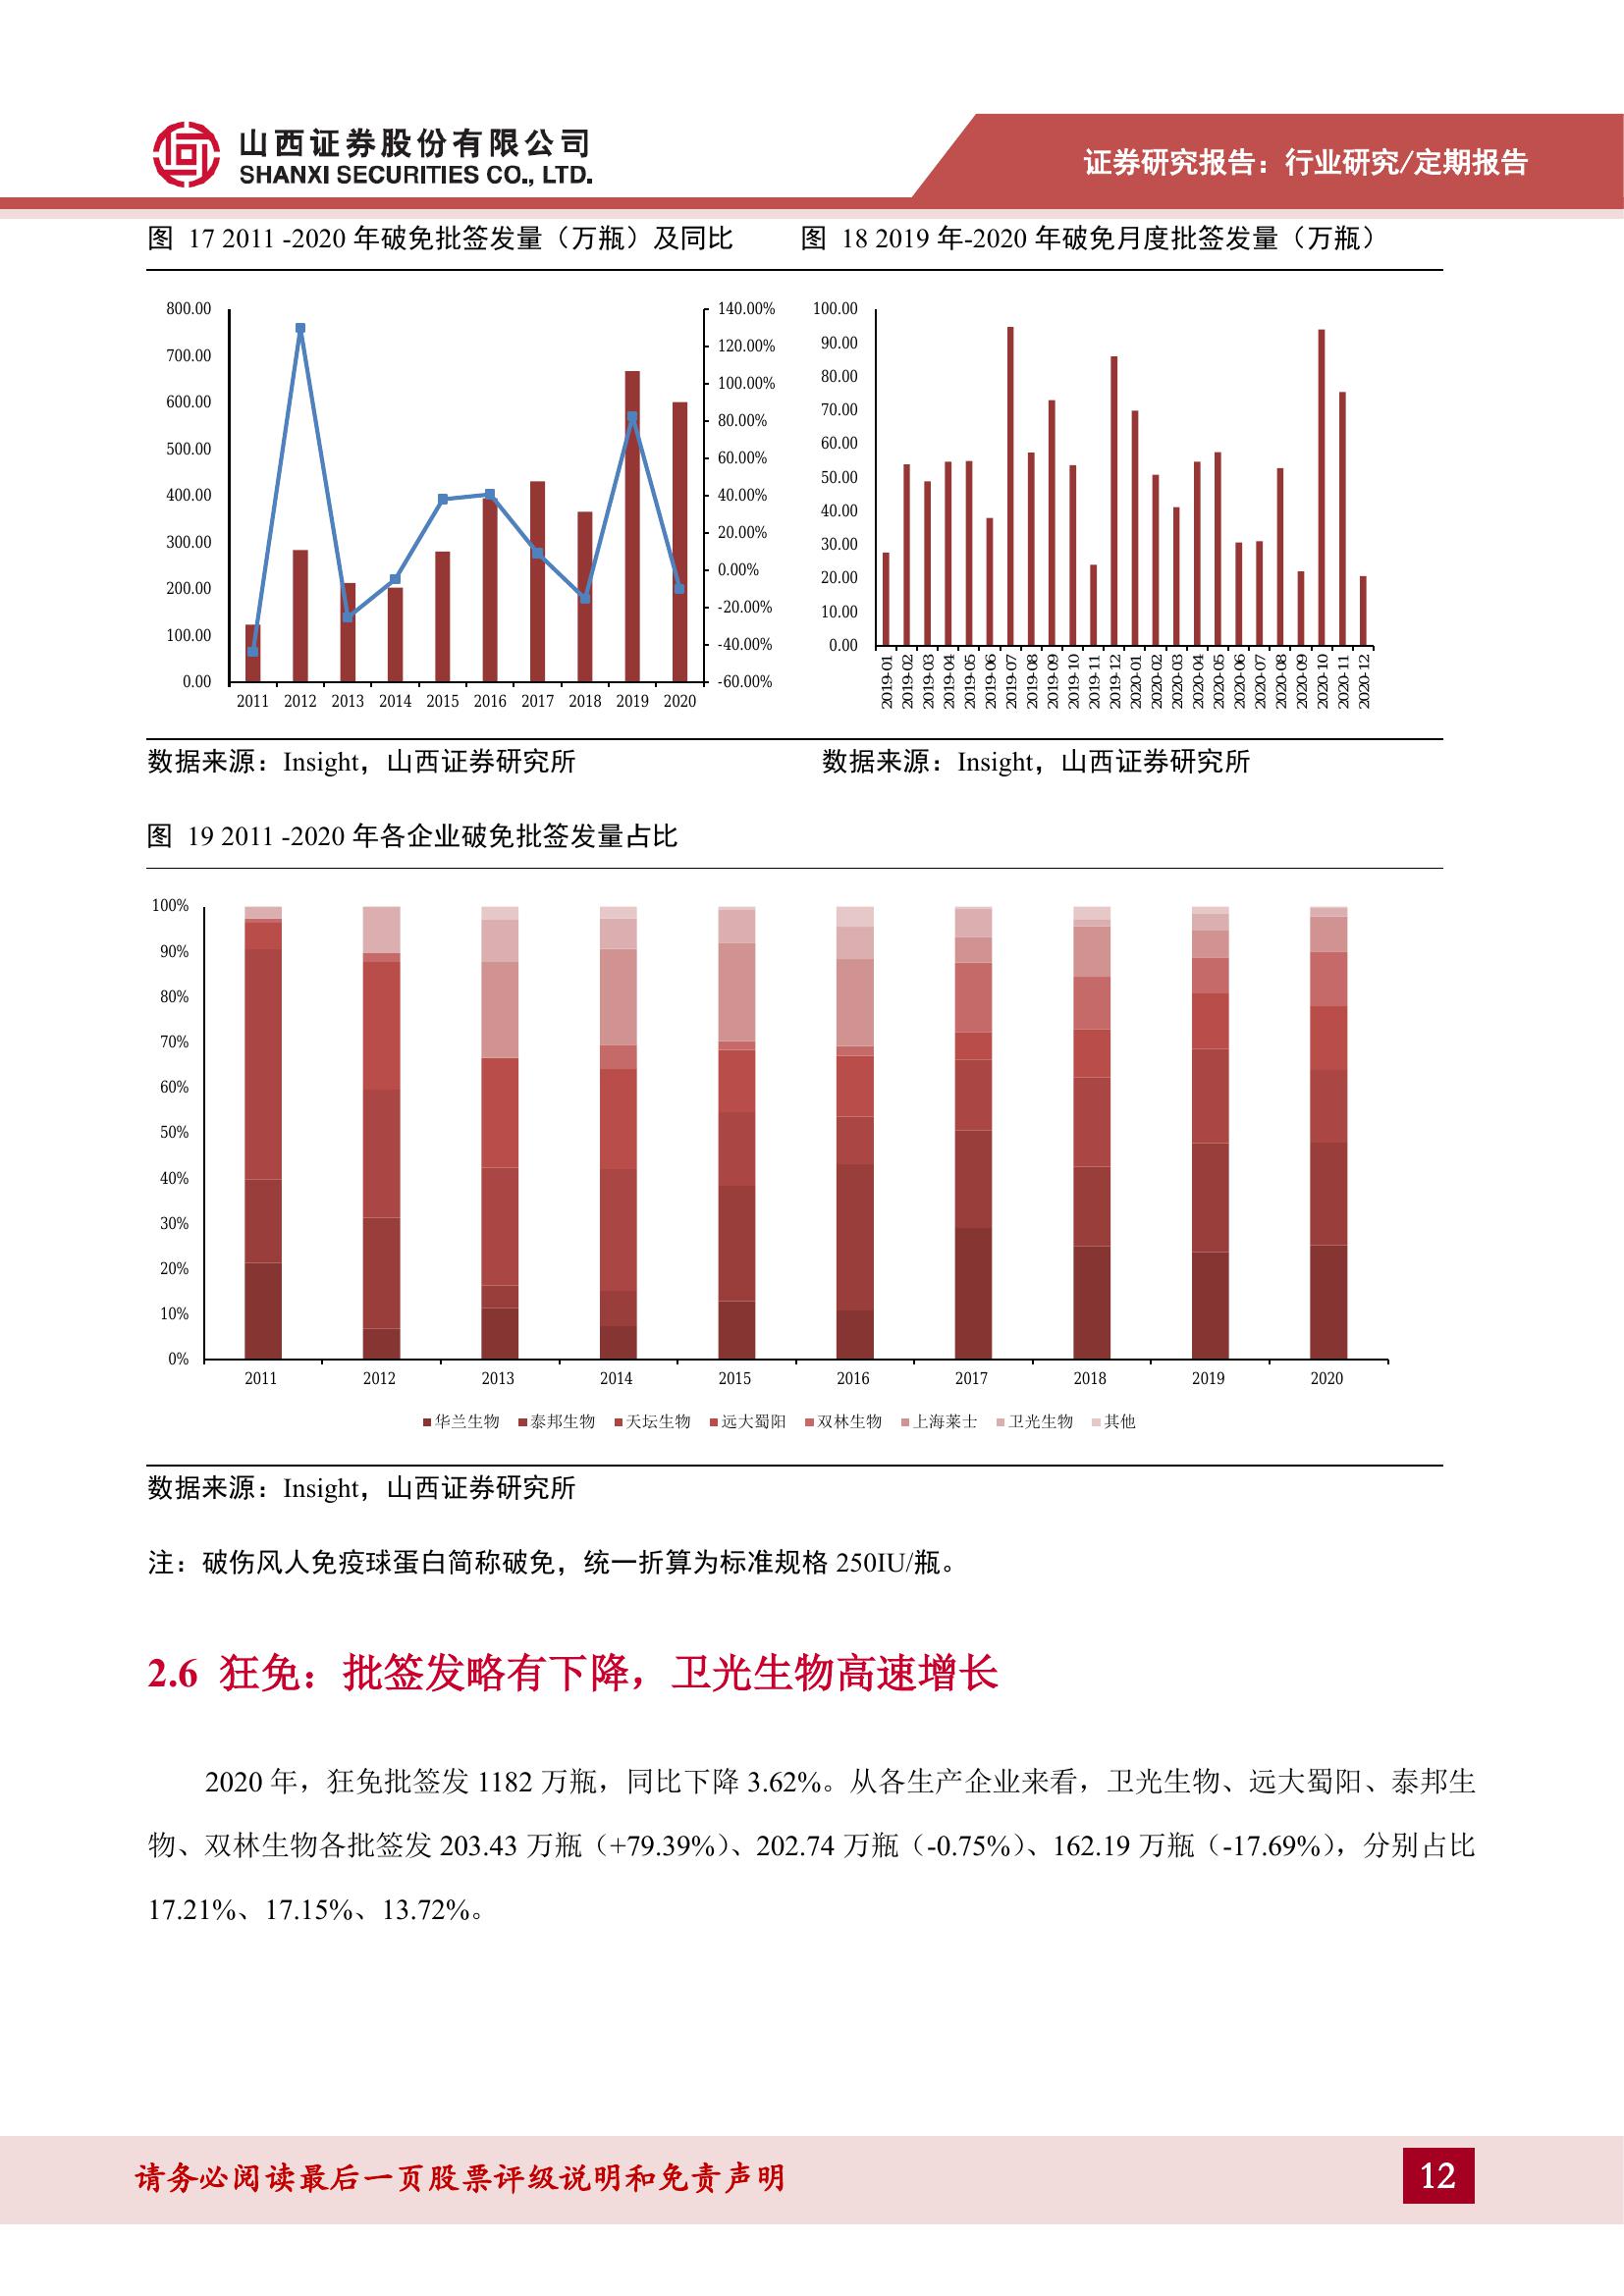 山西证券股份有限公司
SHANXI SECURITIES CO., LTD.
证券研究报告：行业研究/定期报告
图 17 2011 -2020 年破免批签发量（万瓶）及同比
800.00
700.00
600.00
500.00
400.00
300.00
200.00
100.00
0.00
140.00%
120.00%
100.00%
80.00%
60.00%
40.00%
20.00%
0.00%
-20.00%
-40.00%
-60.00%
2011 2012 2013 2014 2015 2016 2017 2018 2019 2020
数据来源：Insight，山西证券研究所
图 18 2019 年-2020 年破免月度批签发量（万瓶）
100.00
90.00
80.00
70.00
60.00
50.00
40.00
30.00
20.00
10.00
0.00
2019-01 2019-02 2019-03 2019-04 2019-05 2019-06 2019-07 2019-08 2019-09 2019-10 2019-11 2019-12 2020-01 2020-02 2020-03 2020-04 2020-05 2020-06 2020-07 2020-08 2020-09 2020-10 2020-11 2020-12
数据来源：Insight，山西证券研究所
图 19 2011 -2020 年各企业破免批签发量占比
100%
90%
80%
70%
60%
50%
40%
30%
20%
10%
0%
2011 2012 2013 2014 2015 2016 2017 2018 2019 2020
华兰生物 泰邦生物 天坛生物 远大蜀阳 双林生物 上海莱士 卫光生物 其他
数据来源：Insight，山西证券研究所
注：破伤风人免疫球蛋白简称破免，统一折算为标准规格 250IU/瓶。
2.6 狂免：批签发略有下降，卫光生物高速增长
2020 年，狂免批签发 1182 万瓶，同比下降 3.62%。从各生产企业来看，卫光生物、远大蜀阳、泰邦生
物、双林生物各批签发 203.43 万瓶（+79.39%）、202.74 万瓶（-0.75%）、162.19 万瓶（-17.69%），分别占比
17.21%、17.15%、13.72%。
请务必阅读最后一页股票评级说明和免责声明
12